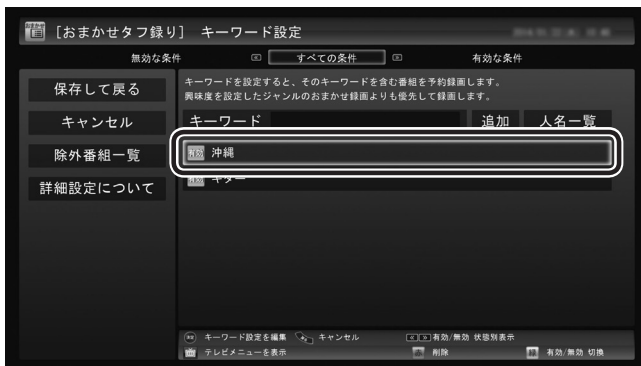 [おまかせタフ録り] キーワード設定
無効な条件 すべての条件 有効な条件
保存して戻る
キャンセル
除外番組一覧
詳細設定について
キーワードを設定すると、そのキーワードを含む番組を予約録画します。
興味度を設定したジャンルのおまかせ録画よりも優先して録画します。
キーワード 追加 人名一覧
有効 沖縄
有効 ギター
キーワード設定を編集 キャンセル 有効/無効 状態別表示
テレビメニューを表示 削除 有効/無効 切換